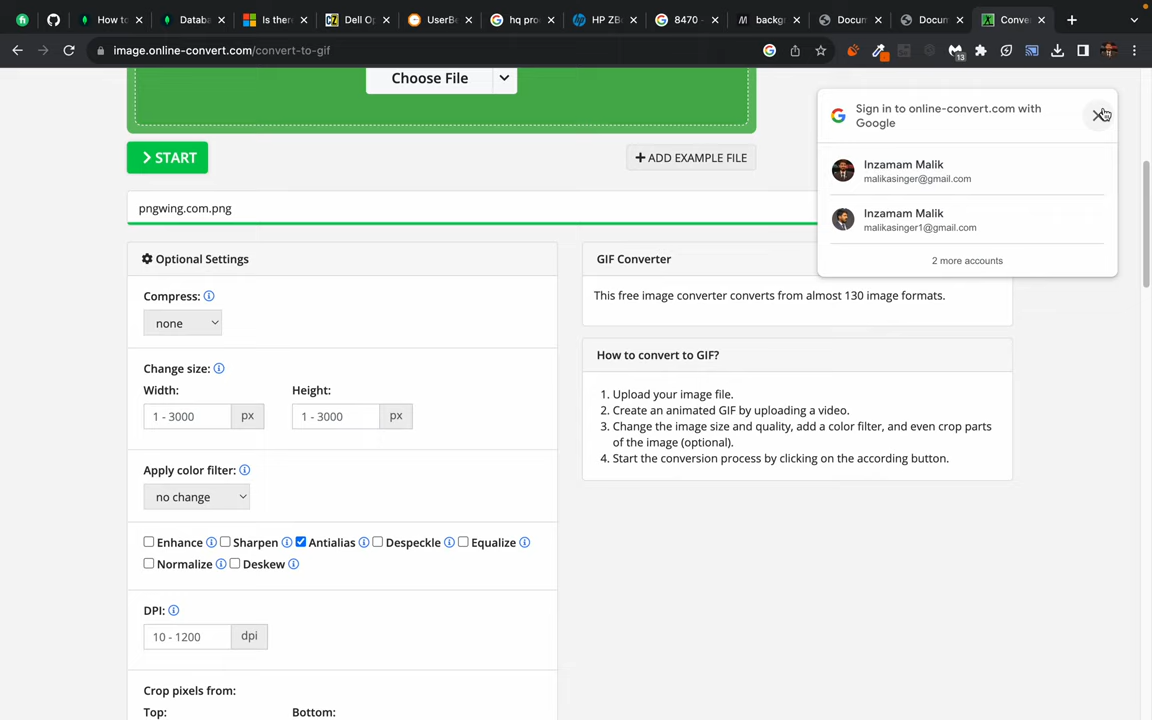 How to
Databa
Is there
Dell Op
UserBe
hq pro
HP ZBo
8470 -
backg
Docum
Docum
Conve
image.online-convert.com/convert-to-gif
13
Choose File
START
ADD EXAMPLE FILE
pngwing.com.png
Sign in to online-convert.com with
Google
Inzamam Malik
malikasinger@gmail.com
Inzamam Malik
malikasinger1@gmail.com
2 more accounts
Optional Settings
Compress:
none
Change size:
Width:
Height:
1 - 3000 px
1 - 3000 px
Apply color filter:
no change
Enhance Sharpen Antialias Despeckle Equalize
Normalize Deskew
DPI:
10 - 1200 dpi
Crop pixels from:
Top:
Bottom:
GIF Converter
This free image converter converts from almost 130 image formats.
How to convert to GIF?
1. Upload your image file.
2. Create an animated GIF by uploading a video.
3. Change the image size and quality, add a color filter, and even crop parts
of the image (optional).
4. Start the conversion process by clicking on the according button.